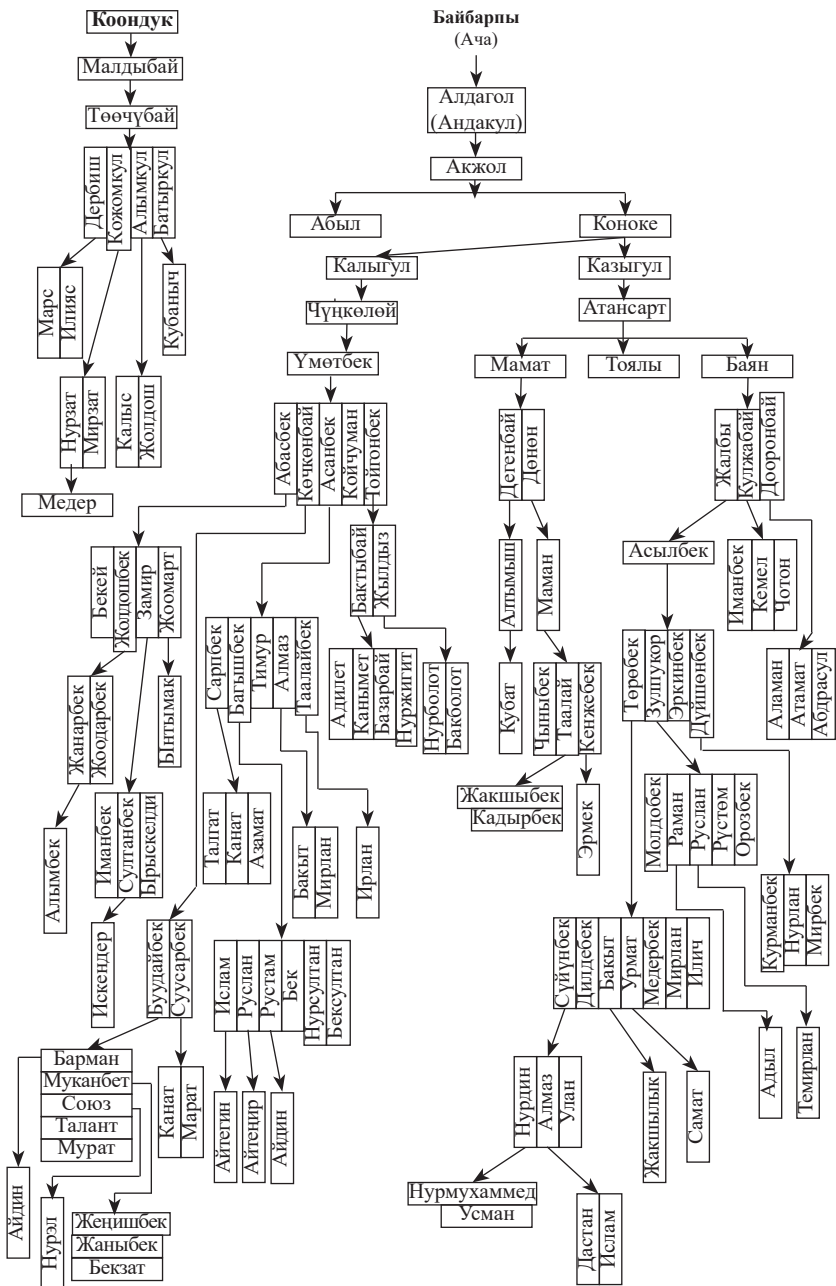 Коондук
Малдыбай
Төөчүбай
Дербиш
Кожомкул
Алымкул
Батыркул
Марс
Илияс
Кубаныч
Нурзат
Мирзат
Калыс
Жолдош
Медер
Байбарпы
(Ача)
Алдагол
(Андакул)
Акжол
Абыл
Коноке
Калыгул
Казыгул
Чүңкөлөй
Атансарт
Үмөтбек
Мамат
Тоялы
Баян
Абасбек
Көчкөнбай
Асанбек
Койчуман
Тойгонбек
Дегенбай
Дөнөн
Жалбы
Кулжабай
Дооронбай
Бекей
Жолдошбек
Замир
Жоомарт
Бактыбай
Жылдыз
Алтымыш
Маман
Асылбек
Иманбек
Кемел
Чотон
Сарпбек
Багышбек
Тимур
Алмаз
Таалайбек
Адилет
Канымет
Базарбай
Нуржигит
Нурболот
Бакболот
Кубат
Чыныбек
Таалай
Кенжебек
Төрөбек
Зулпукор
Эркинбек
Дүйшөнбек
Аламан
Атамат
Абдрасул
Жанарбек
Жоодарбек
Ынтымак
Жакшыбек
Кадырбек
Эрмек
Молдобек
Раман
Руслан
Рүстөм
Орозбек
Алымбек
Иманбек
Султанбек
Ырыскелди
Талгат
Канат
Азамат
Бакыт
Мирлан
Ирлан
Курманбек
Нурлан
Мирбек
Искендер
Буудайбек
Суусарбек
Ислам
Руслан
Рустам
Бек
Нурсултан
Бексултан
Сүйүнбек
Дилдебек
Бакыт
Урмат
Медербек
Мирлан
Илич
Барман
Муканбет
Союз
Талант
Мурат
Канат
Марат
Айтегин
Айтеңир
Айдин
Нурдин
Алмаз
Улан
Жакшылык
Самат
Адыл
Темирлан
Айдин
Нурэл
Жеңишбек
Жаныбек
Бекзат
Нурмухаммед
Усман
Дастан
Ислам